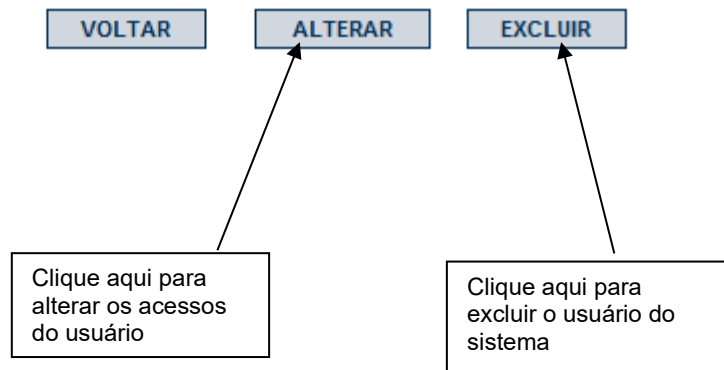 VOLTAR ALTERAR EXCLUIR
Clique aqui para
alterar os acessos
do usuário
Clique aqui para
excluir o usuário do
sistema